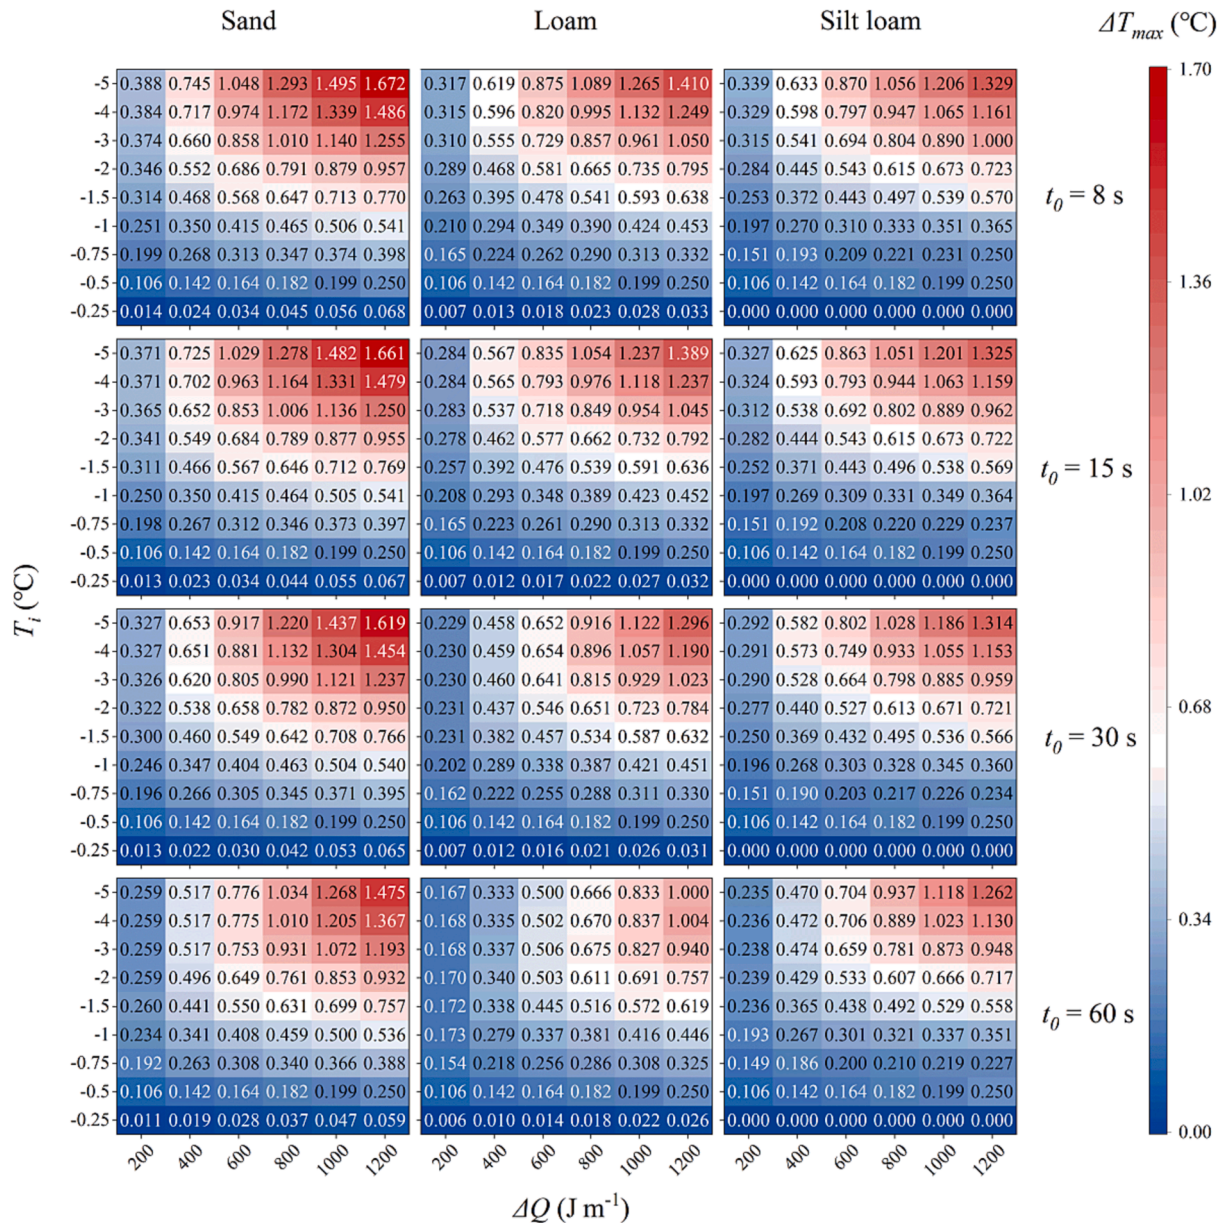 Sand Loam Silt loam ΔTmax (°C)
-5 0.388 0.745 1.048 1.293 1.495 1.672 0.317 0.619 0.875 1.089 1.265 1.410 0.339 0.633 0.870 1.056 1.206 1.329 1.70
-4 0.384 0.717 0.974 1.172 1.339 1.486 0.315 0.596 0.820 0.995 1.132 1.249 0.329 0.598 0.797 0.947 1.065 1.161
-3 0.374 0.660 0.858 1.010 1.140 1.255 0.310 0.555 0.729 0.857 0.961 1.050 0.315 0.541 0.694 0.804 0.890 1.000
-2 0.346 0.552 0.686 0.791 0.879 0.957 0.289 0.468 0.581 0.665 0.735 0.795 0.284 0.445 0.543 0.615 0.673 0.723
-1.5 0.314 0.468 0.568 0.647 0.713 0.770 0.263 0.395 0.478 0.541 0.593 0.638 0.253 0.372 0.443 0.497 0.539 0.570 t0 = 8 s
-1 0.251 0.350 0.415 0.465 0.506 0.541 0.210 0.294 0.349 0.390 0.424 0.453 0.197 0.270 0.310 0.333 0.351 0.365
-0.75 0.199 0.268 0.313 0.347 0.374 0.398 0.165 0.224 0.262 0.290 0.313 0.332 0.151 0.193 0.209 0.221 0.231 0.250
-0.5 0.106 0.142 0.164 0.182 0.199 0.250 0.106 0.142 0.164 0.182 0.199 0.250 0.106 0.142 0.164 0.182 0.199 0.250 1.36
-0.25 0.014 0.024 0.034 0.045 0.056 0.068 0.007 0.013 0.018 0.023 0.028 0.033 0.000 0.000 0.000 0.000 0.000 0.000
-5 0.371 0.725 1.029 1.278 1.482 1.661 0.284 0.567 0.835 1.054 1.237 1.389 0.327 0.625 0.863 1.051 1.201 1.325
-4 0.371 0.702 0.963 1.164 1.331 1.479 0.284 0.565 0.793 0.976 1.118 1.237 0.324 0.593 0.793 0.944 1.063 1.159
-3 0.365 0.652 0.853 1.006 1.136 1.250 0.283 0.537 0.718 0.849 0.954 1.045 0.312 0.538 0.692 0.802 0.889 0.962
-2 0.341 0.549 0.684 0.789 0.877 0.955 0.278 0.462 0.577 0.662 0.732 0.792 0.282 0.444 0.543 0.615 0.673 0.722
-1.5 0.311 0.466 0.567 0.646 0.712 0.769 0.257 0.392 0.476 0.539 0.591 0.636 0.252 0.371 0.443 0.496 0.538 0.569 t0 = 15 s
-1 0.250 0.350 0.415 0.464 0.505 0.541 0.208 0.293 0.348 0.389 0.423 0.452 0.197 0.269 0.309 0.331 0.349 0.364 1.02
-0.75 0.198 0.267 0.312 0.346 0.373 0.397 0.165 0.223 0.261 0.290 0.313 0.332 0.151 0.192 0.208 0.220 0.229 0.237
-0.5 0.106 0.142 0.164 0.182 0.199 0.250 0.106 0.142 0.164 0.182 0.199 0.250 0.106 0.142 0.164 0.182 0.199 0.250
-0.25 0.013 0.023 0.034 0.044 0.055 0.067 0.007 0.012 0.017 0.022 0.027 0.032 0.000 0.000 0.000 0.000 0.000 0.000
Ti (°C)
-5 0.327 0.653 0.917 1.220 1.437 1.619 0.229 0.458 0.652 0.916 1.122 1.296 0.292 0.582 0.802 1.028 1.186 1.314
-4 0.327 0.651 0.881 1.132 1.304 1.454 0.230 0.459 0.654 0.896 1.057 1.190 0.291 0.573 0.749 0.933 1.055 1.153
-3 0.326 0.620 0.805 0.990 1.121 1.237 0.230 0.460 0.641 0.815 0.929 1.023 0.290 0.528 0.664 0.798 0.885 0.959
-2 0.322 0.538 0.658 0.782 0.872 0.950 0.231 0.437 0.546 0.651 0.723 0.784 0.277 0.440 0.527 0.613 0.671 0.721 0.68
-1.5 0.300 0.460 0.549 0.642 0.708 0.766 0.231 0.382 0.457 0.534 0.587 0.632 0.250 0.369 0.432 0.495 0.536 0.566 t0 = 30 s
-1 0.246 0.347 0.404 0.463 0.504 0.540 0.202 0.289 0.338 0.387 0.421 0.451 0.196 0.268 0.303 0.328 0.345 0.360
-0.75 0.196 0.266 0.305 0.345 0.371 0.395 0.162 0.222 0.255 0.288 0.311 0.330 0.151 0.190 0.203 0.217 0.226 0.234
-0.5 0.106 0.142 0.164 0.182 0.199 0.250 0.106 0.142 0.164 0.182 0.199 0.250 0.106 0.142 0.164 0.182 0.199 0.250
-0.25 0.013 0.022 0.030 0.042 0.053 0.065 0.007 0.012 0.016 0.021 0.026 0.031 0.000 0.000 0.000 0.000 0.000 0.000
-5 0.259 0.517 0.776 1.034 1.268 1.475 0.167 0.333 0.500 0.666 0.833 1.000 0.235 0.470 0.704 0.937 1.118 1.262
-4 0.259 0.517 0.775 1.010 1.205 1.367 0.168 0.335 0.502 0.670 0.837 1.004 0.236 0.472 0.706 0.889 1.023 1.130 0.34
-3 0.259 0.517 0.753 0.931 1.072 1.193 0.168 0.337 0.506 0.675 0.827 0.940 0.238 0.474 0.659 0.781 0.873 0.948
-2 0.259 0.496 0.649 0.761 0.853 0.932 0.170 0.340 0.503 0.611 0.691 0.757 0.239 0.429 0.533 0.607 0.666 0.717
-1.5 0.260 0.441 0.550 0.631 0.699 0.757 0.172 0.338 0.445 0.516 0.572 0.619 0.236 0.365 0.438 0.492 0.529 0.558 t0 = 60 s
-1 0.234 0.341 0.408 0.459 0.500 0.536 0.173 0.279 0.337 0.381 0.416 0.446 0.193 0.267 0.301 0.321 0.337 0.351
-0.75 0.192 0.263 0.308 0.340 0.366 0.388 0.154 0.218 0.256 0.286 0.308 0.325 0.149 0.186 0.200 0.210 0.219 0.227
-0.5 0.106 0.142 0.164 0.182 0.199 0.250 0.106 0.142 0.164 0.182 0.199 0.250 0.106 0.142 0.164 0.182 0.199 0.250
-0.25 0.011 0.019 0.028 0.037 0.047 0.059 0.006 0.010 0.014 0.018 0.022 0.026 0.000 0.000 0.000 0.000 0.000 0.000 0.00
200 400 600 800 1000 1200 200 400 600 800 1000 1200 200 400 600 800 1000 1200
ΔQ (J m-1)